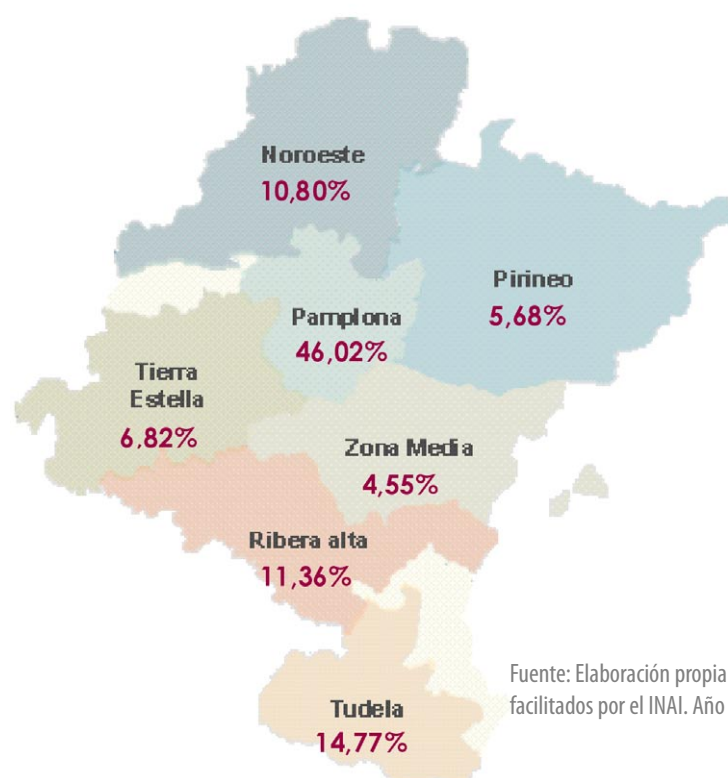 Noroeste
10,80%
Pirineo
5,68%
Pamplona
46,02%
Tierra
Estella
6,82%
Zona Media
4,55%
Ribera alta
11,36%
Fuente: Elaboración propia
facilitados por el INAI. Año
Tudela
14,77%